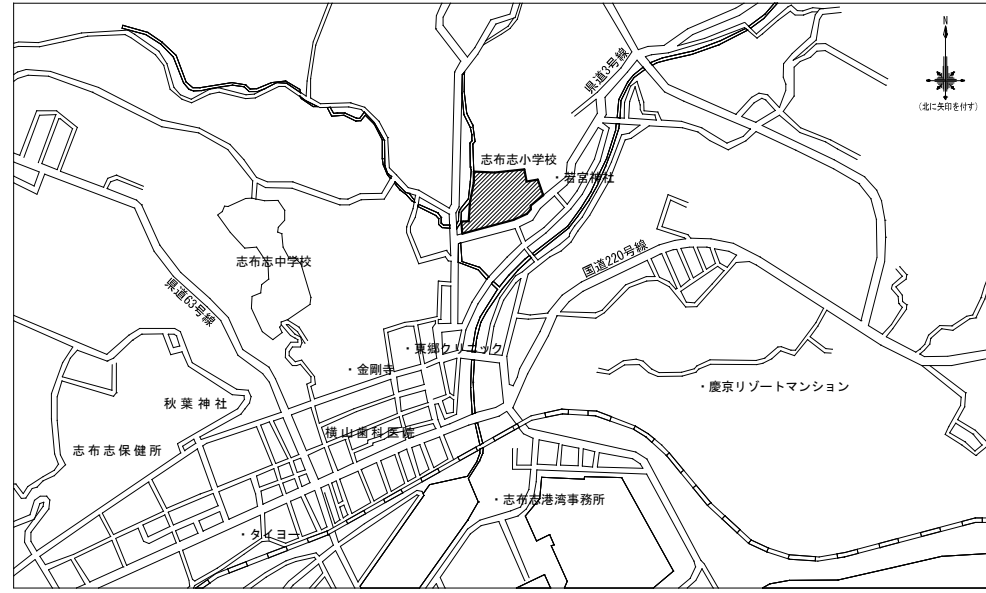 N
(北に矢印を付す)
県道3号線
志布志小学校
・若宮神社
国道220号線
志布志中学校
県道63号線
・東郷クリニック
・金剛寺
・慶京リゾートマンション
秋葉神社
横山歯科医院
志布志保健所
・志布志港湾事務所
・タイヨー